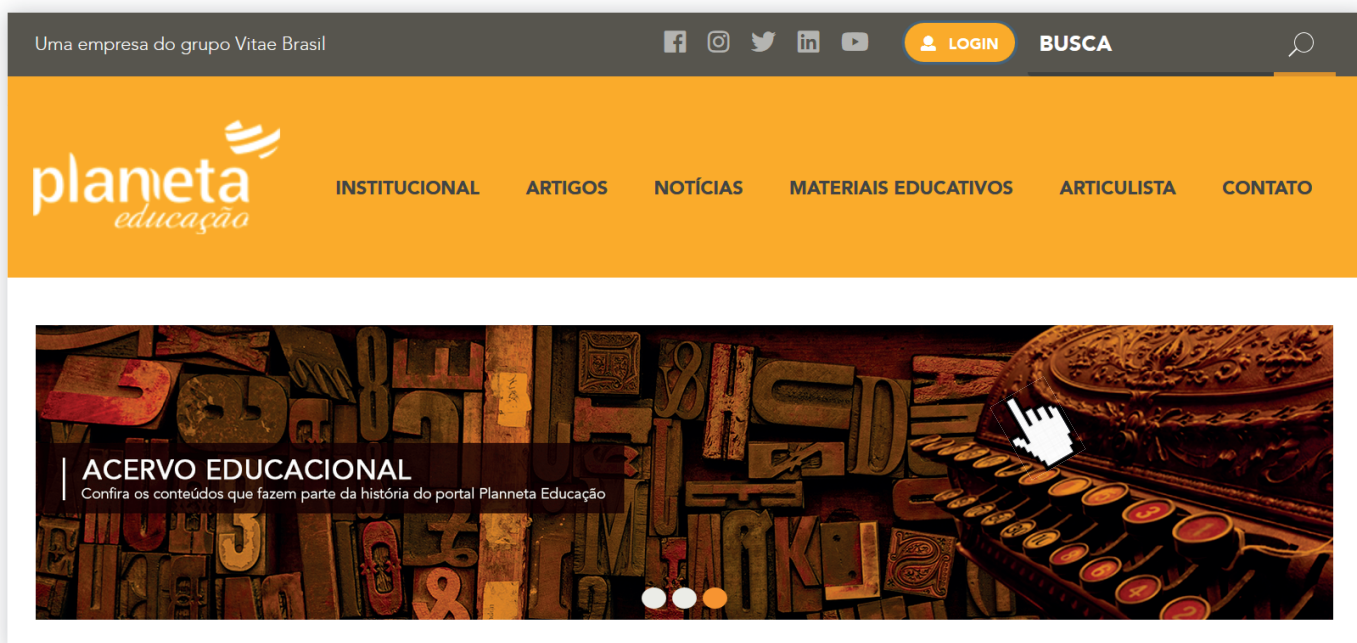 Uma empresa do grupo Vitae Brasil
LOGIN
BUSCA
planneta
educação
INSTITUCIONAL
ARTIGOS
NOTÍCIAS
MATERIAIS EDUCATIVOS
ARTICULISTA
CONTATO
ACERVO EDUCACIONAL
Confira os conteúdos que fazem parte da história do portal Planneta Educação